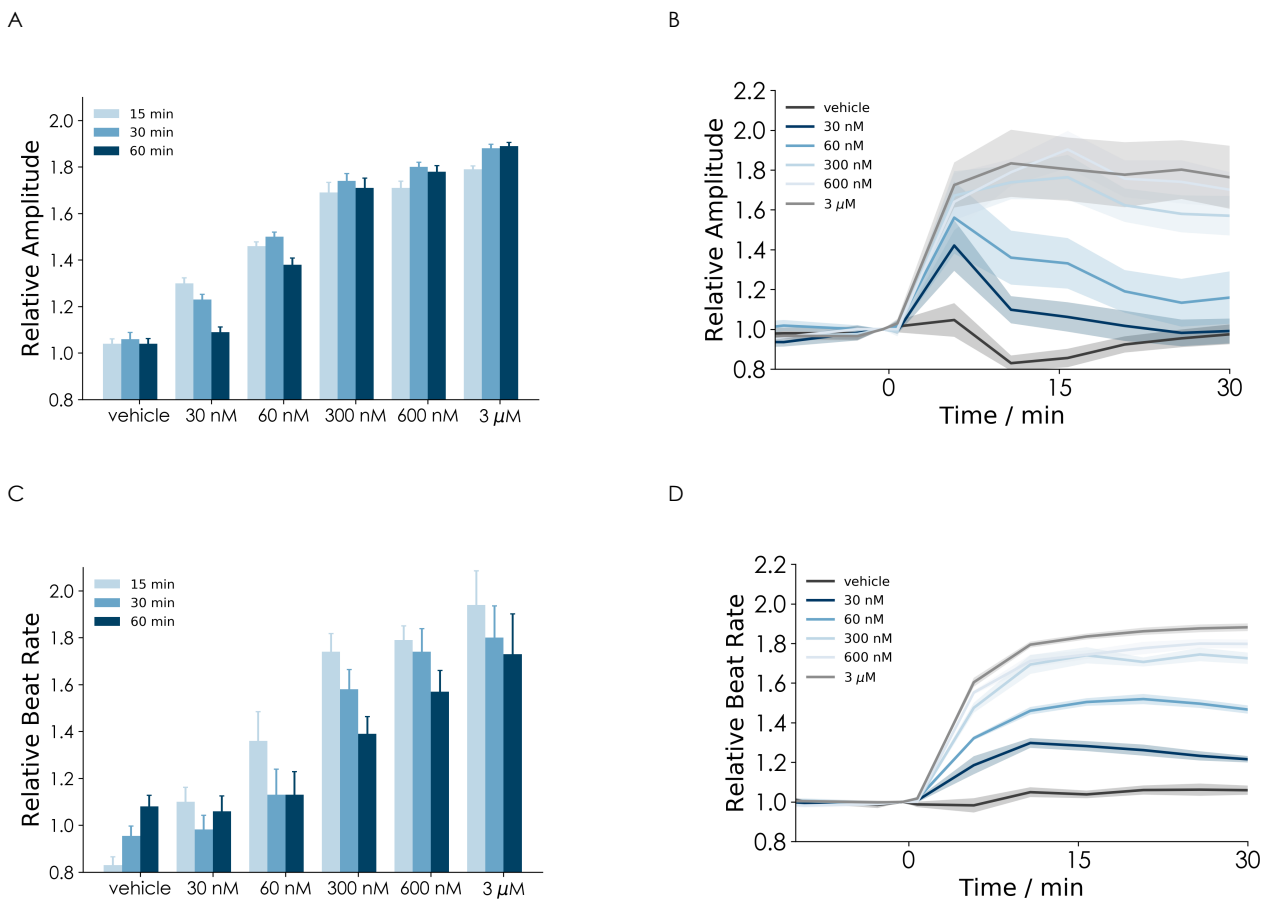 A
Relative Amplitude
2.0
1.8
1.6
1.4
1.2
1.0
0.8
15 min
30 min
60 min
vehicle 30 nM 60 nM 300 nM 600 nM 3 µM
B
Relative Amplitude
2.2
2.0
1.8
1.6
1.4
1.2
1.0
0.8
vehicle
30 nM
60 nM
300 nM
600 nM
3 µM
0 15 30
Time / min
C
Relative Beat Rate
2.0
1.8
1.6
1.4
1.2
1.0
0.8
15 min
30 min
60 min
vehicle 30 nM 60 nM 300 nM 600 nM 3 µM
D
Relative Beat Rate
2.2
2.0
1.8
1.6
1.4
1.2
1.0
0.8
vehicle
30 nM
60 nM
300 nM
600 nM
3 µM
0 15 30
Time / min